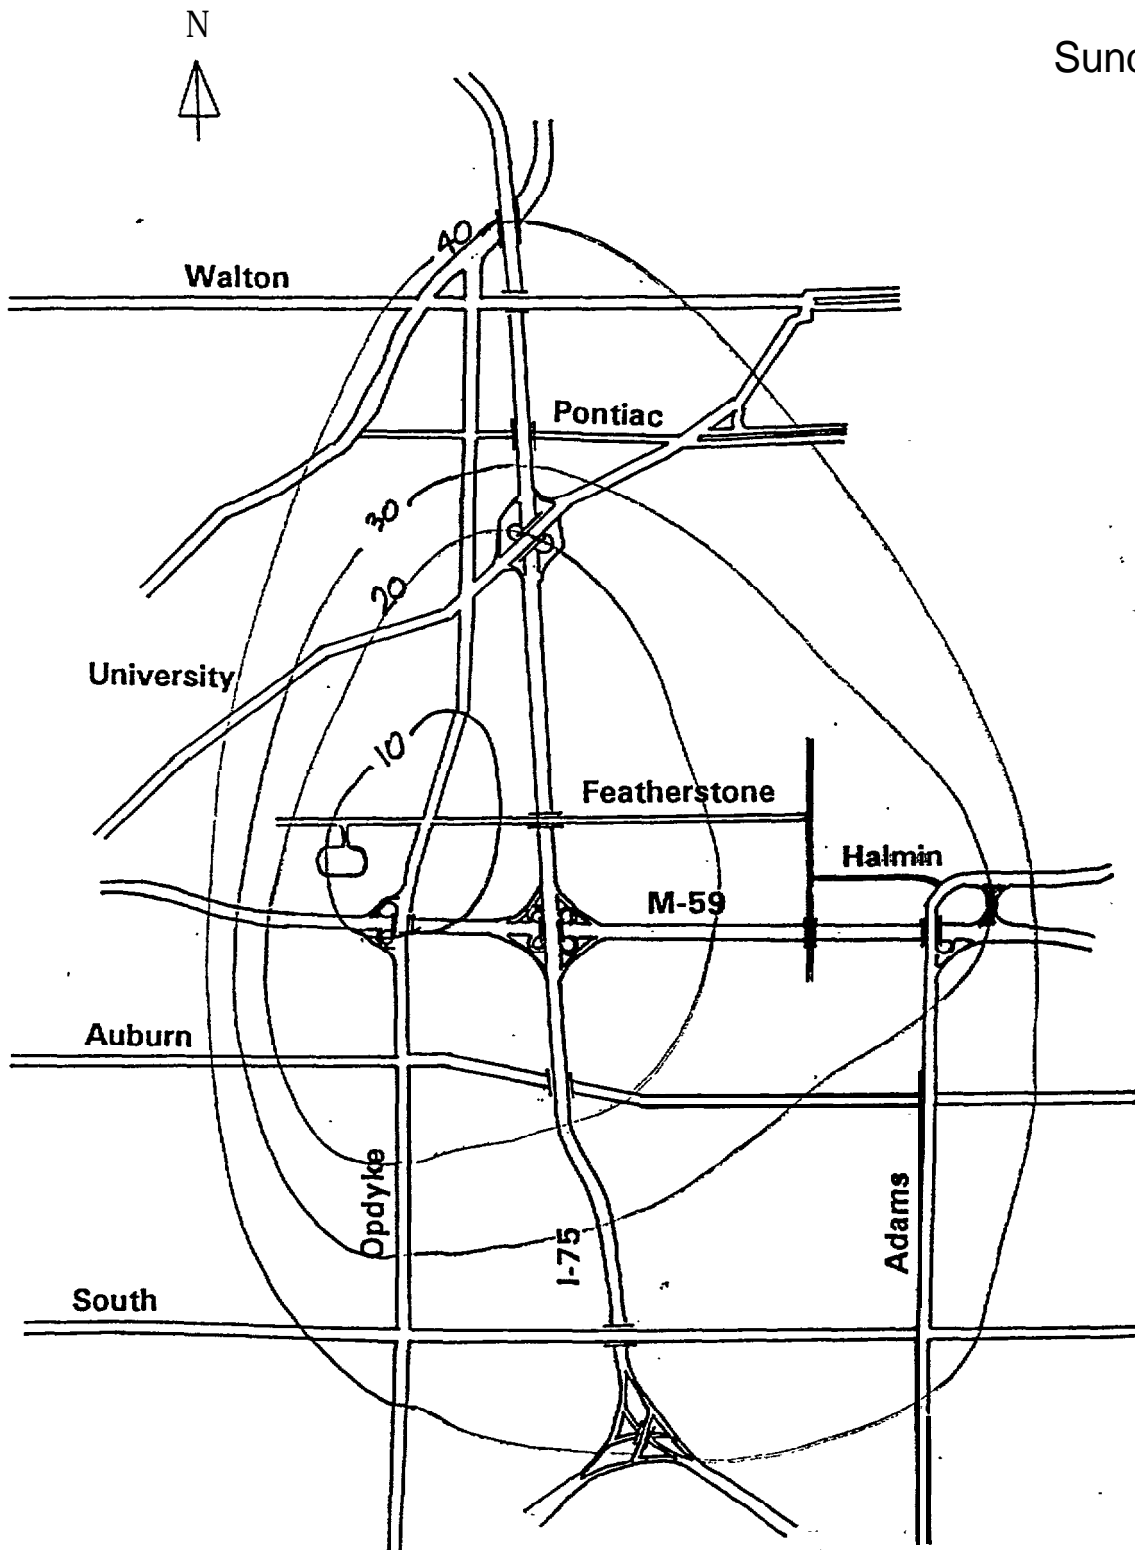 N
Sund
40
Walton
Pontiac
30
20
University
10
Featherstone
Halmin
M-59
Auburn
Opdyke
I-75
Adams
South